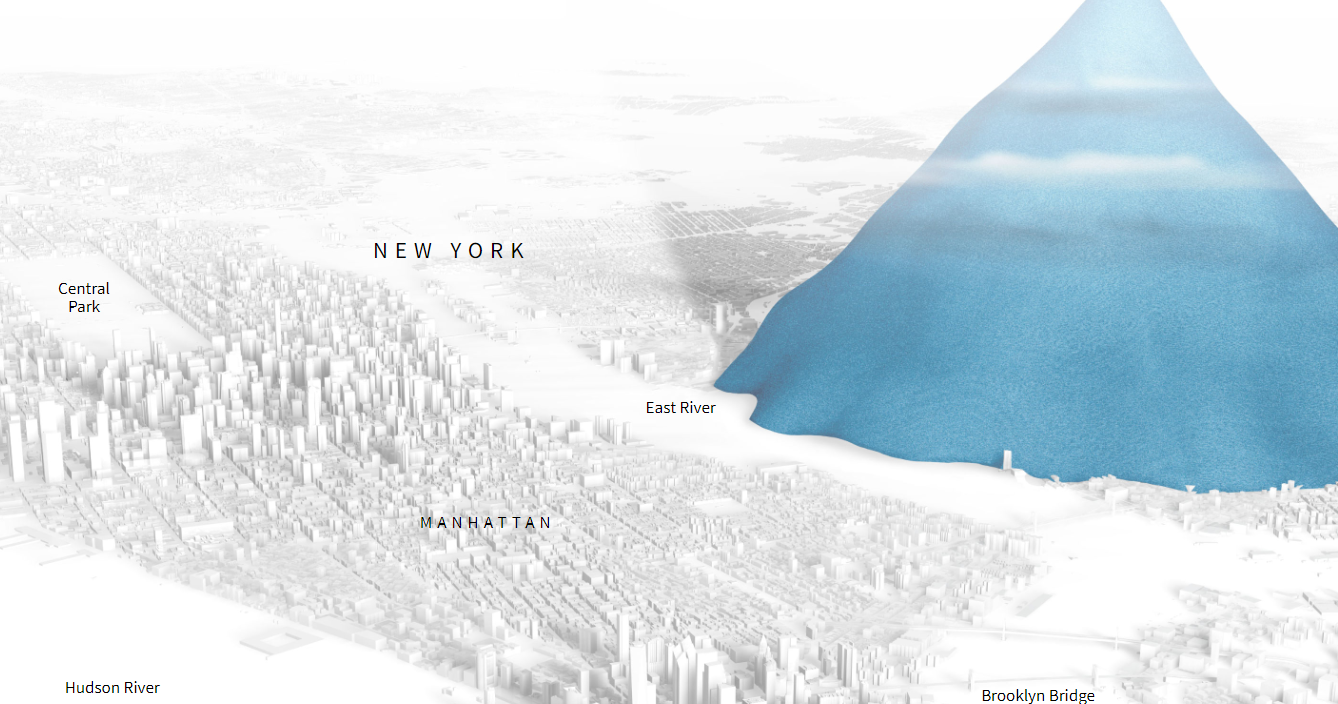 NEW YORK
Central
Park
East River
MANHATTAN
Hudson River
Brooklyn Bridge